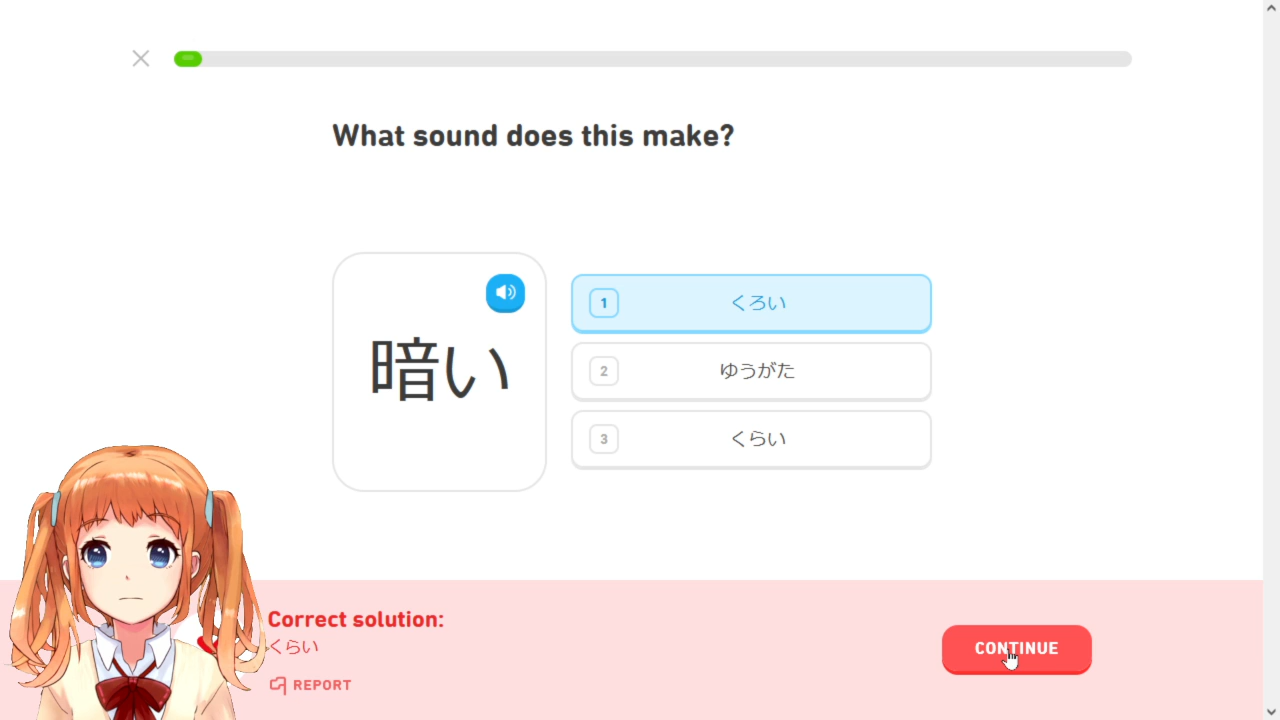 What sound does this make?
暗い
1 くろい
2 ゆうがた
3 くらい
Correct solution:
くらい
REPORT
CONTINUE